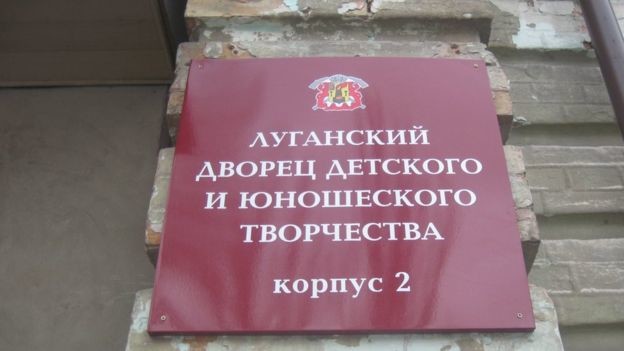 ЛУГАНСКИЙ
ДВОРЕЦ ДЕТСКОГО
И ЮНОШЕСКОГО
ТВОРЧЕСТВА
корпус 2